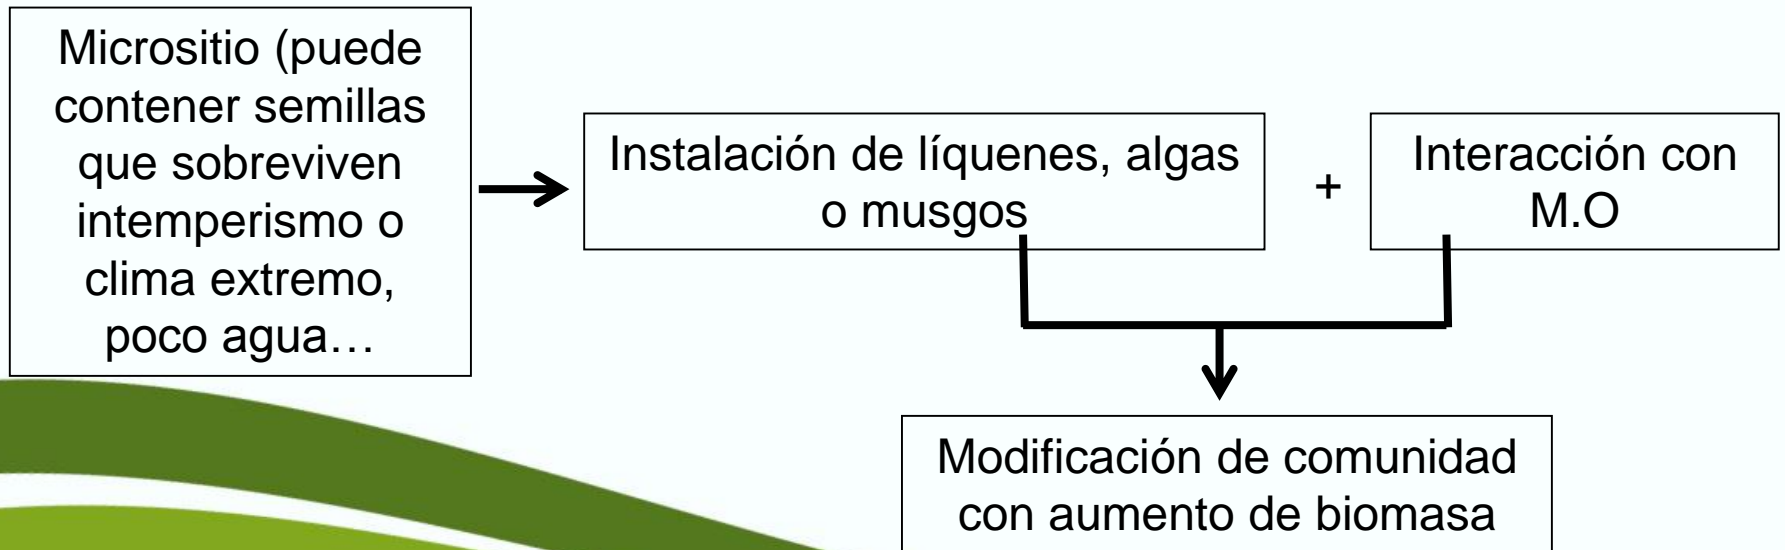 Micrositio (puede
contener semillas
que sobreviven
intemperismo o
clima extremo,
poco agua…
Instalación de líquenes, algas
o musgos
+
Interacción con
M.O
Modificación de comunidad
con aumento de biomasa